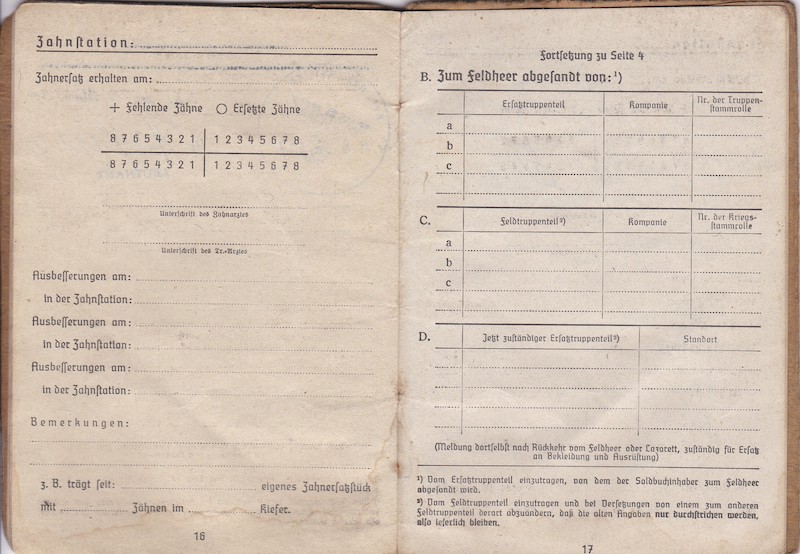 Zahnstation:
Zahnersatz erhalten am:
+ Fehlende Zähne O Ersetzte Zähne
8 7 6 5 4 3 2 1 1 2 3 4 5 6 7 8
8 7 6 5 4 3 2 1 1 2 3 4 5 6 7 8
Unterschrift des Zahnarztes
Unterschrift des Tr.-Arztes
Ausbesserungen am:
in der Zahnstation:
Ausbesserungen am:
in der Zahnstation:
Ausbesserungen am:
in der Zahnstation:
Bemerkungen:
z. B. trägt seit: eigenes Zahnersatzstück
mit Zähnen im Kiefer.
16
Fortsetzung zu Seite 4
B. Zum Feldheer abgesandt von:¹)
Ersatztruppenteil Kompanie Nr. der Truppen-
stammrolle
a
b
c
C. Feldtruppenteil²) Kompanie Nr. der Kriegs-
stammrolle
a
b
c
D. Jetzt zuständiger Ersatztruppenteil²) Standort
(Meldung dortselbst nach Rückkehr vom Feldheer oder Lazarett, zuständig für Ersatz
an Bekleidung und Ausrüstung)
¹) Vom Ersatztruppenteil einzutragen, von dem der Soldbuchinhaber zum Feldheer
abgesandt wird.
²) Vom Feldtruppenteil einzutragen und bei Versetzungen von einem zum anderen
Feldtruppenteil derart abzuändern, daß die alten Angaben nur durchstrichen werden,
also leserlich bleiben.
17